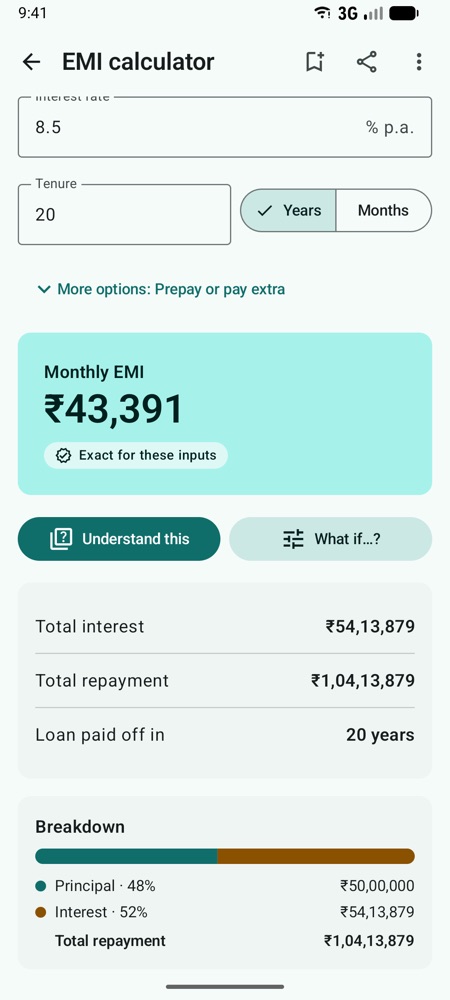 9:41
3G
EMI calculator
Interest rate
8.5
% p.a.
Tenure
20
Years
Months
More options: Prepay or pay extra
Monthly EMI
₹43,391
Exact for these inputs
Understand this
What if…?
Total interest
₹54,13,879
Total repayment
₹1,04,13,879
Loan paid off in
20 years
Breakdown
Principal · 48%
₹50,00,000
Interest · 52%
₹54,13,879
Total repayment
₹1,04,13,879